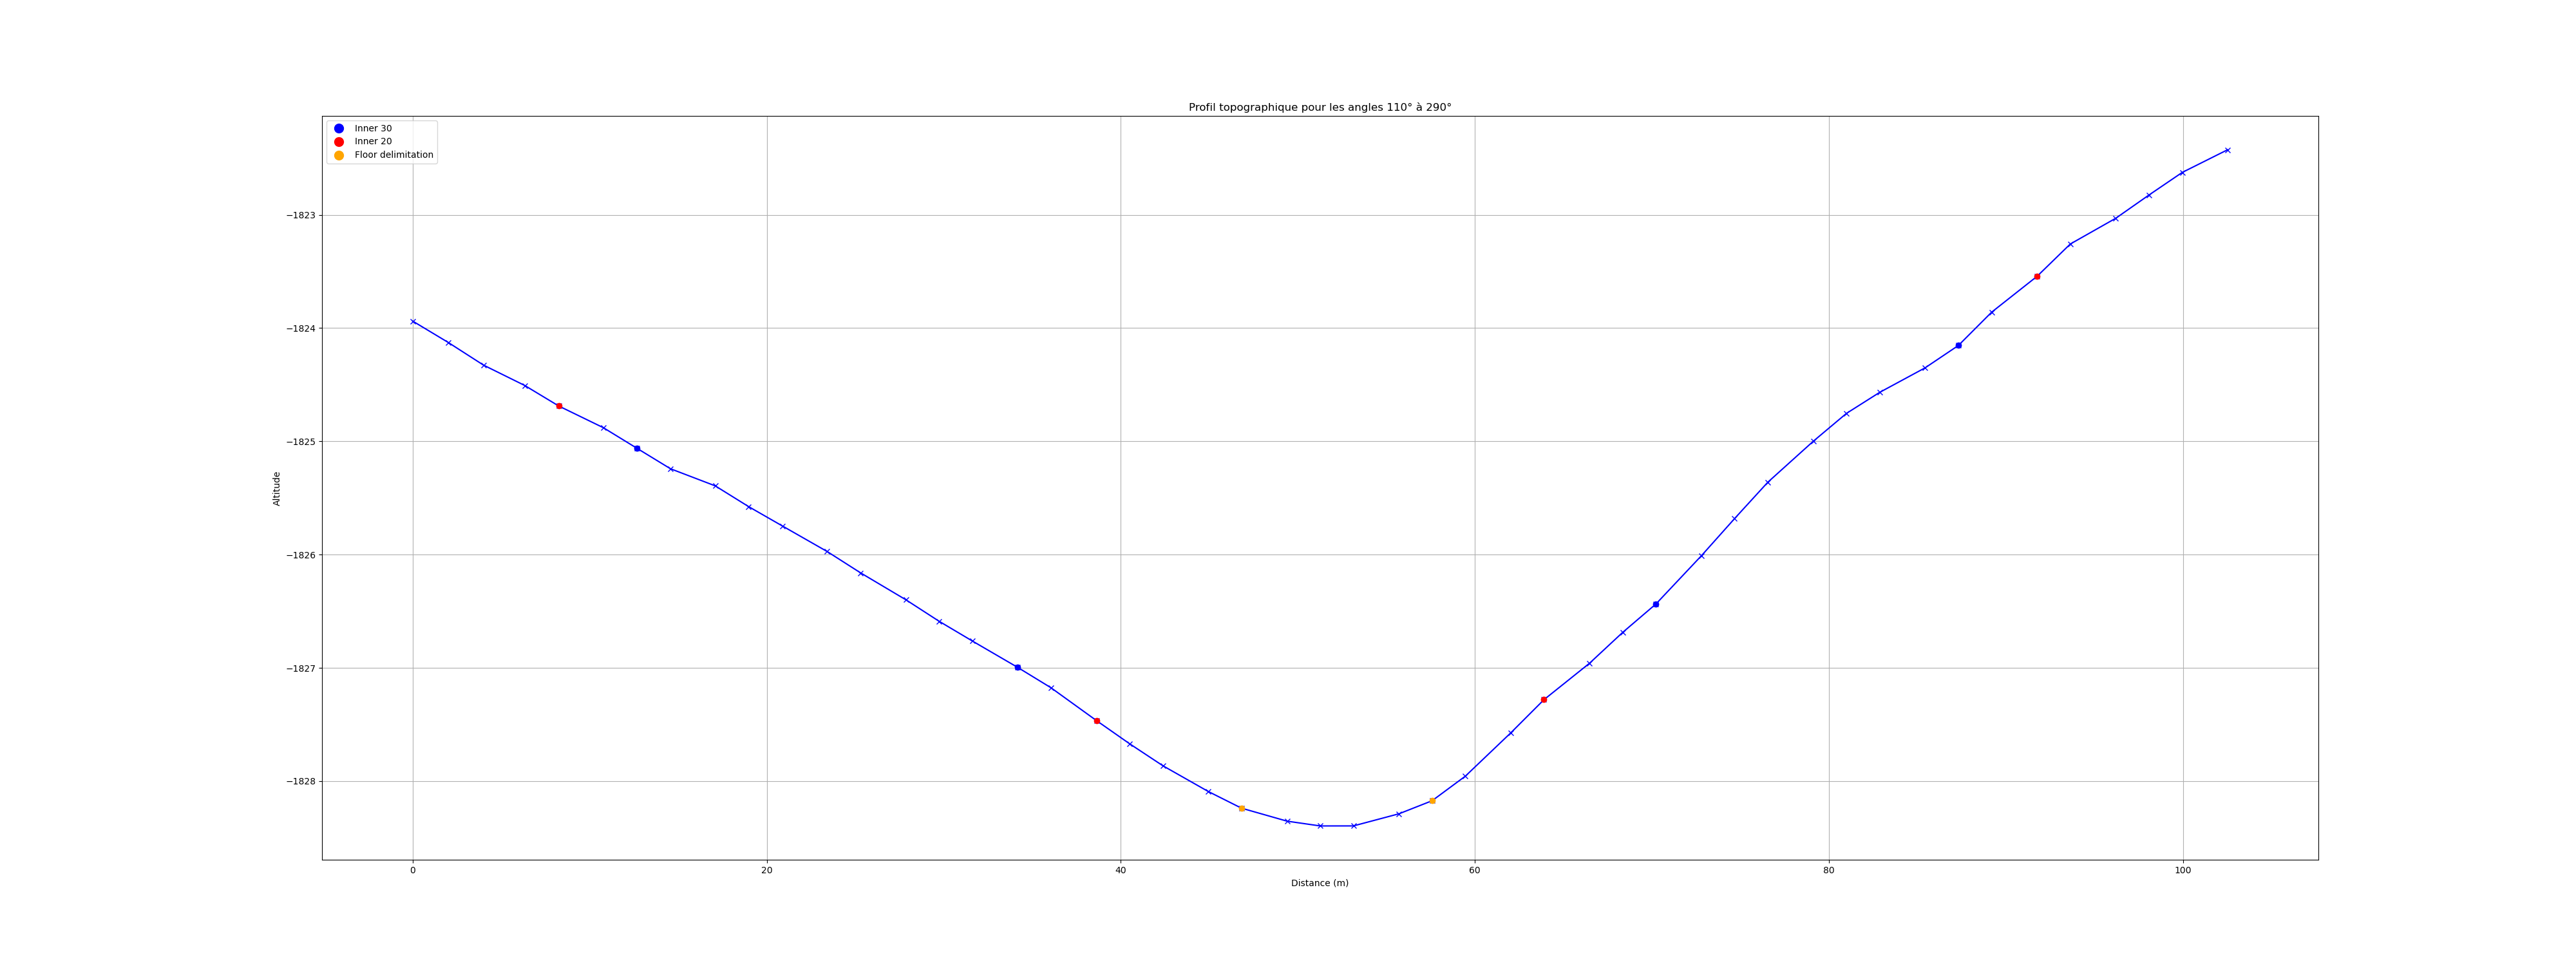 Profil topographique pour les angles 110° à 290°
Inner 30
Inner 20
Floor delimitation
Altitude
−1823
−1824
−1825
−1826
−1827
−1828
0
20
40
60
80
100
Distance (m)